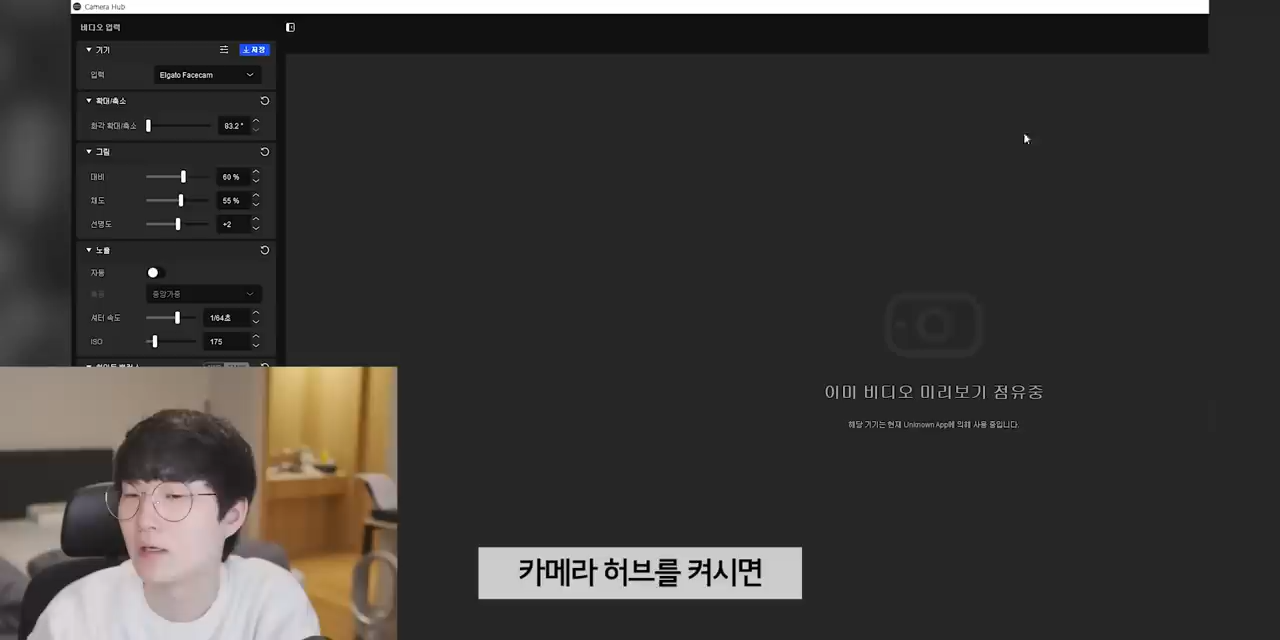 Camera Hub
비디오 입력
기기
저장
입력
Elgato Facecam
확대/축소
화각 확대/축소
83.2 °
그림
대비
60 %
채도
55 %
선명도
+2
노출
자동
중앙가중
셔터 속도
1/64초
ISO
175
이미 비디오 미리보기 점유중
해당 기기는 현재 Unknown App에 의해 사용 중입니다.
카메라 허브를 켜시면